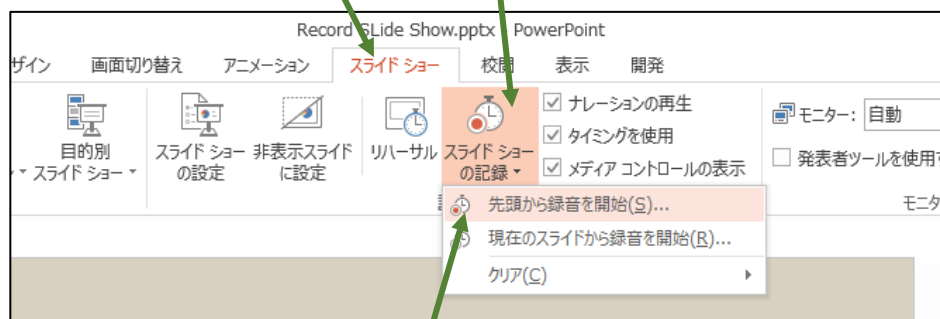 Record SLide Show.pptx - PowerPoint
ザイン 画面切り替え アニメーション スライド ショー 校閲 表示 開発
目的別
スライド ショー
スライド ショー
の設定
非表示スライド
に設定
リハーサル
スライド ショー
の記録
ナレーションの再生
タイミングを使用
メディア コントロールの表示
モニター: 自動
発表者ツールを使用
先頭から録音を開始(S)...
現在のスライドから録音を開始(R)...
クリア(C)
モニタ